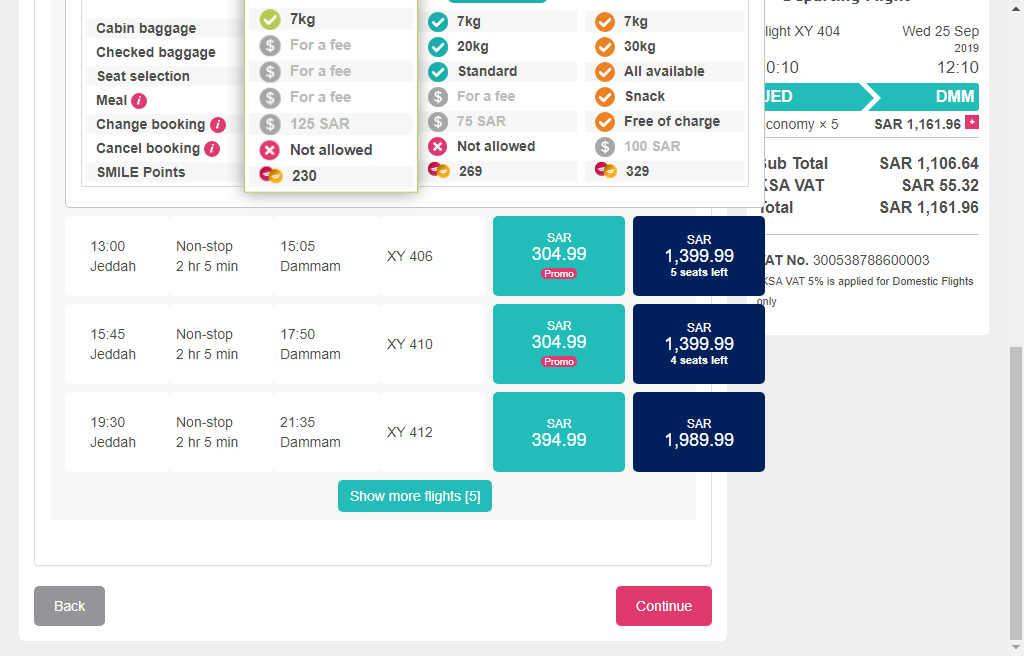 Cabin baggage
Checked baggage
Seat selection
Meal i
Change booking i
Cancel booking i
SMILE Points
7kg
$ For a fee
$ For a fee
$ For a fee
$ 125 SAR
Not allowed
230
7kg
20kg
Standard
$ For a fee
$ 75 SAR
Not allowed
269
7kg
30kg
All available
Snack
Free of charge
$ 100 SAR
329
13:00
Jeddah
Non-stop
2 hr 5 min
15:05
Dammam
XY 406
SAR
304.99
Promo
SAR
1,399.99
5 seats left
15:45
Jeddah
Non-stop
2 hr 5 min
17:50
Dammam
XY 410
SAR
304.99
Promo
SAR
1,399.99
4 seats left
19:30
Jeddah
Non-stop
2 hr 5 min
21:35
Dammam
XY 412
SAR
394.99
SAR
1,989.99
Show more flights [5]
Back
Continue
light XY 404 Wed 25 Sep
2019
0:10 12:10
JED DMM
conomy × 5 SAR 1,161.96 +
ub Total SAR 1,106.64
KSA VAT SAR 55.32
otal SAR 1,161.96
VAT No. 300538788600003
KSA VAT 5% is applied for Domestic Flights
only